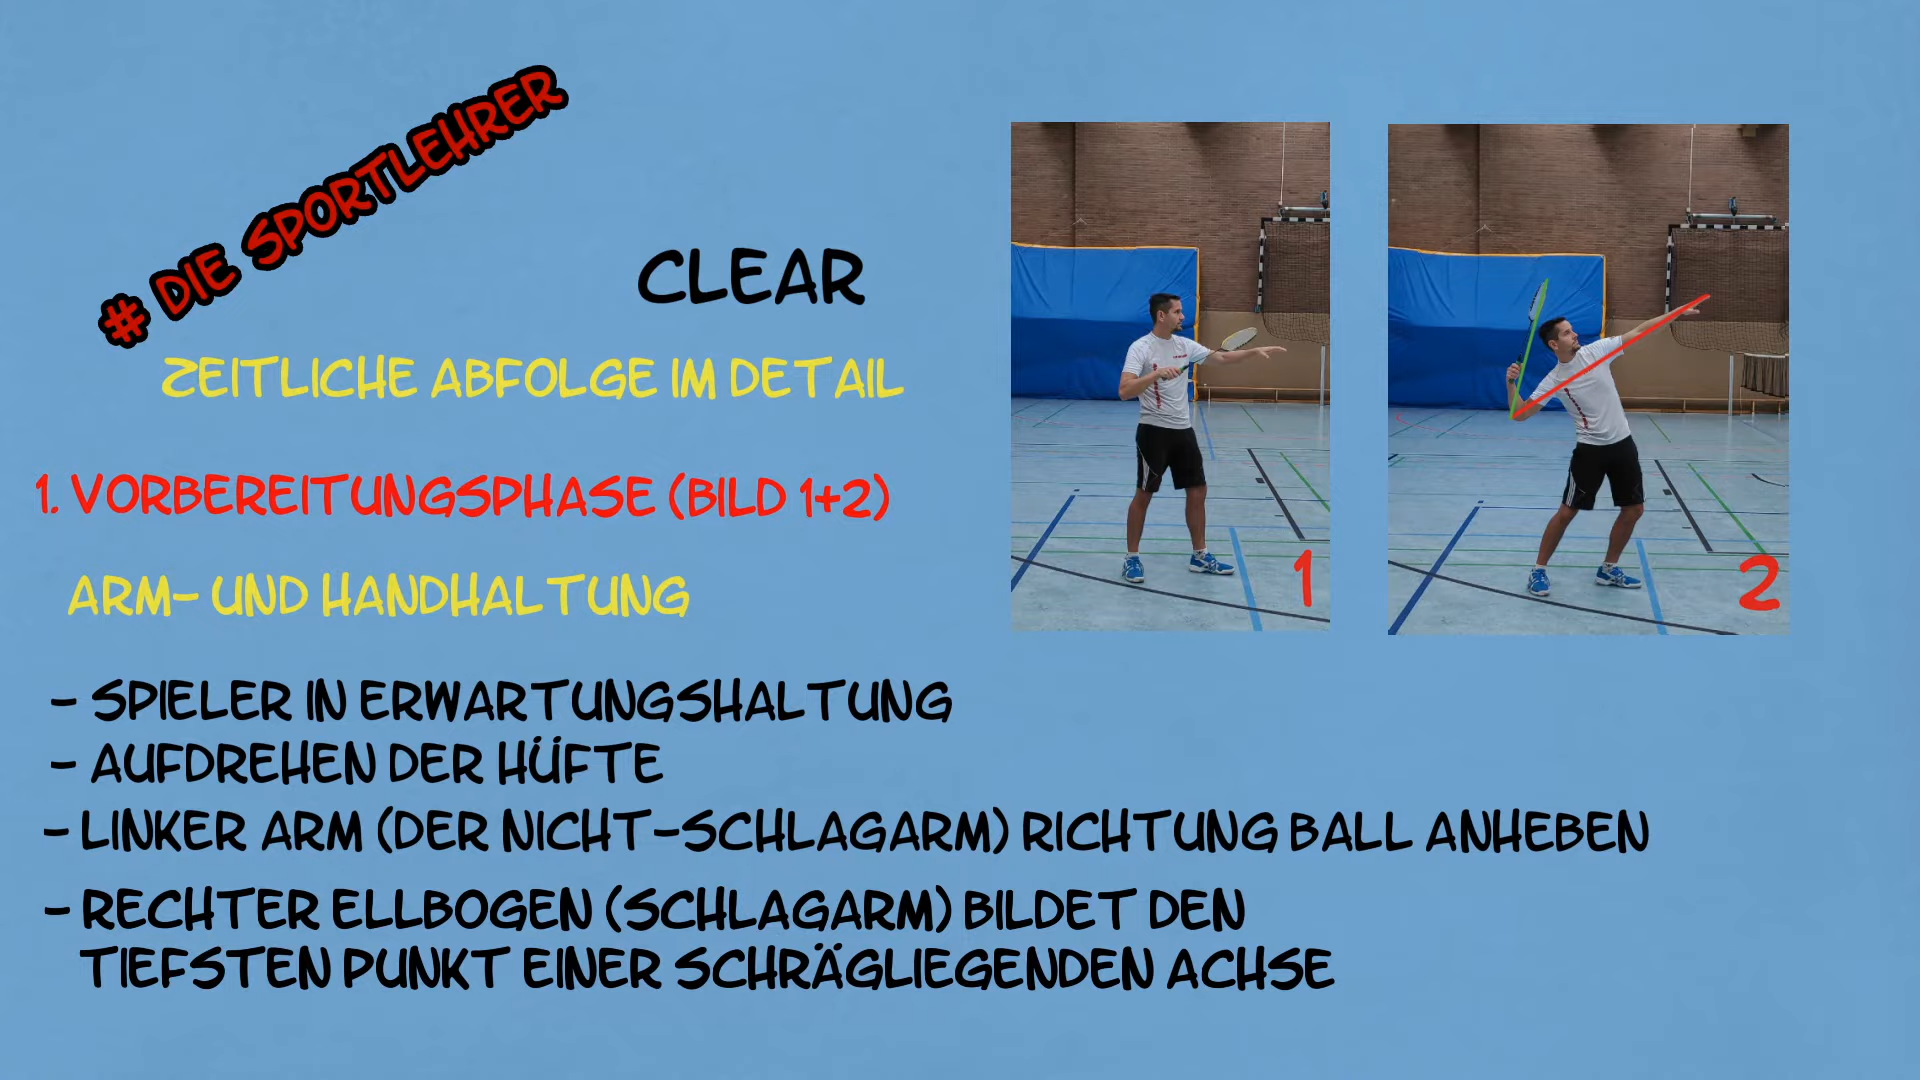 # DIE SPORTLEHRER
CLEAR
ZEITLICHE ABFOLGE IM DETAIL
1. VORBEREITUNGSPHASE (BILD 1+2)
ARM- UND HANDHALTUNG
- SPIELER IN ERWARTUNGSHALTUNG
- AUFDREHEN DER HÜFTE
- LINKER ARM (DER NICHT-SCHLAGARM) RICHTUNG BALL ANHEBEN
- RECHTER ELLBOGEN (SCHLAGARM) BILDET DEN
TIEFSTEN PUNKT EINER SCHRÄGLIEGENDEN ACHSE
1
2